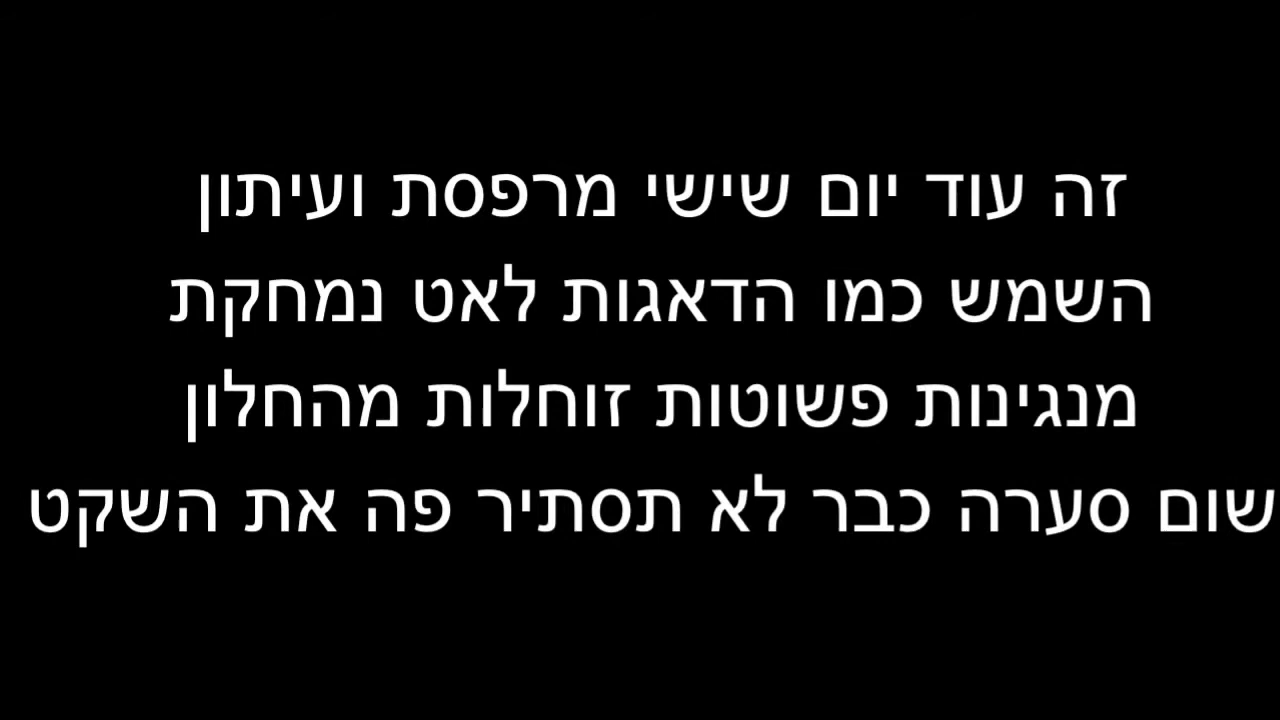 זה עוד יום שישי מרפסת ועיתון
השמש כמו הדאגות לאט נמחקת
מנגינות פשוטות זוחלות מהחלון
שום סערה כבר לא תסתיר פה את השקט